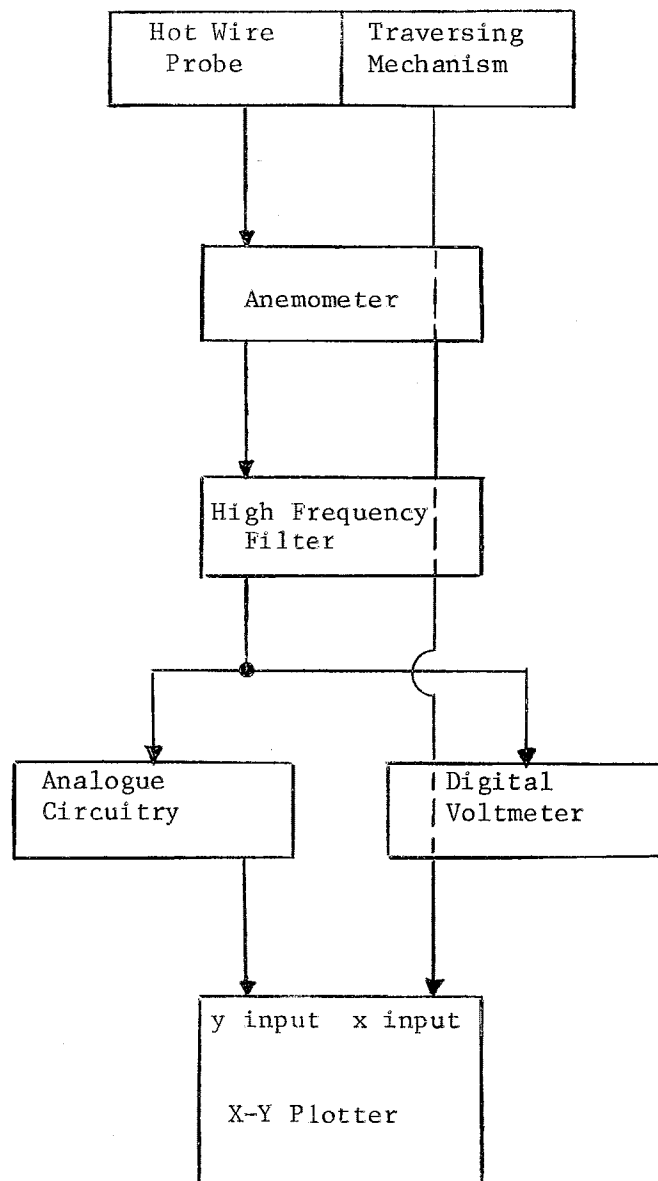 Hot Wire
Probe
Traversing
Mechanism
Anemometer
High Frequency
Filter
Analogue
Circuitry
Digital
Voltmeter
y input
x input
X-Y Plotter